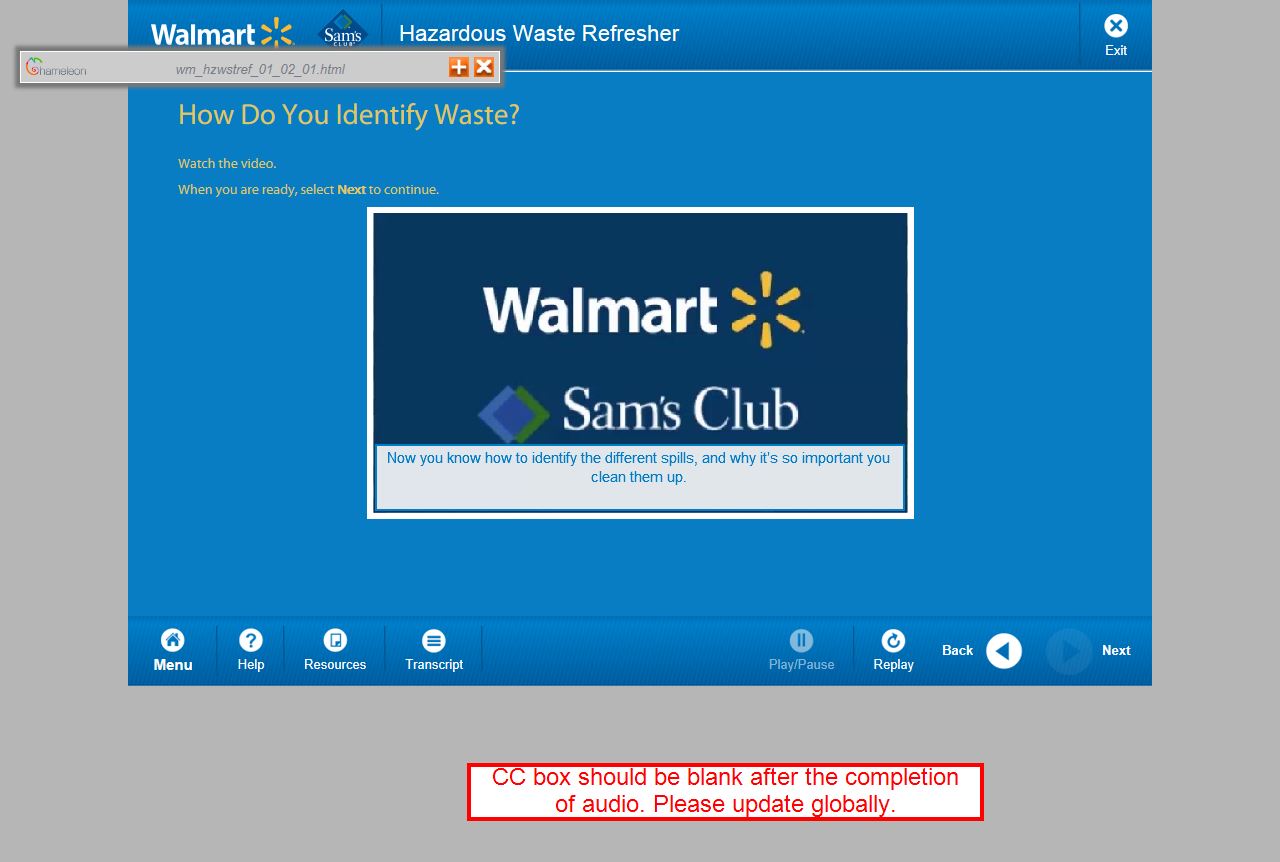 Walmart
Sam's
CLUB
Hazardous Waste Refresher
Exit
Chameleon
wm_hzwstref_01_02_01.html
How Do You Identify Waste?
Watch the video.
When you are ready, select Next to continue.
Walmart
Sam's Club
Now you know how to identify the different spills, and why it's so important you
clean them up.
Menu
Help
Resources
Transcript
Play/Pause
Replay
Back
Next
CC box should be blank after the completion
of audio. Please update globally.